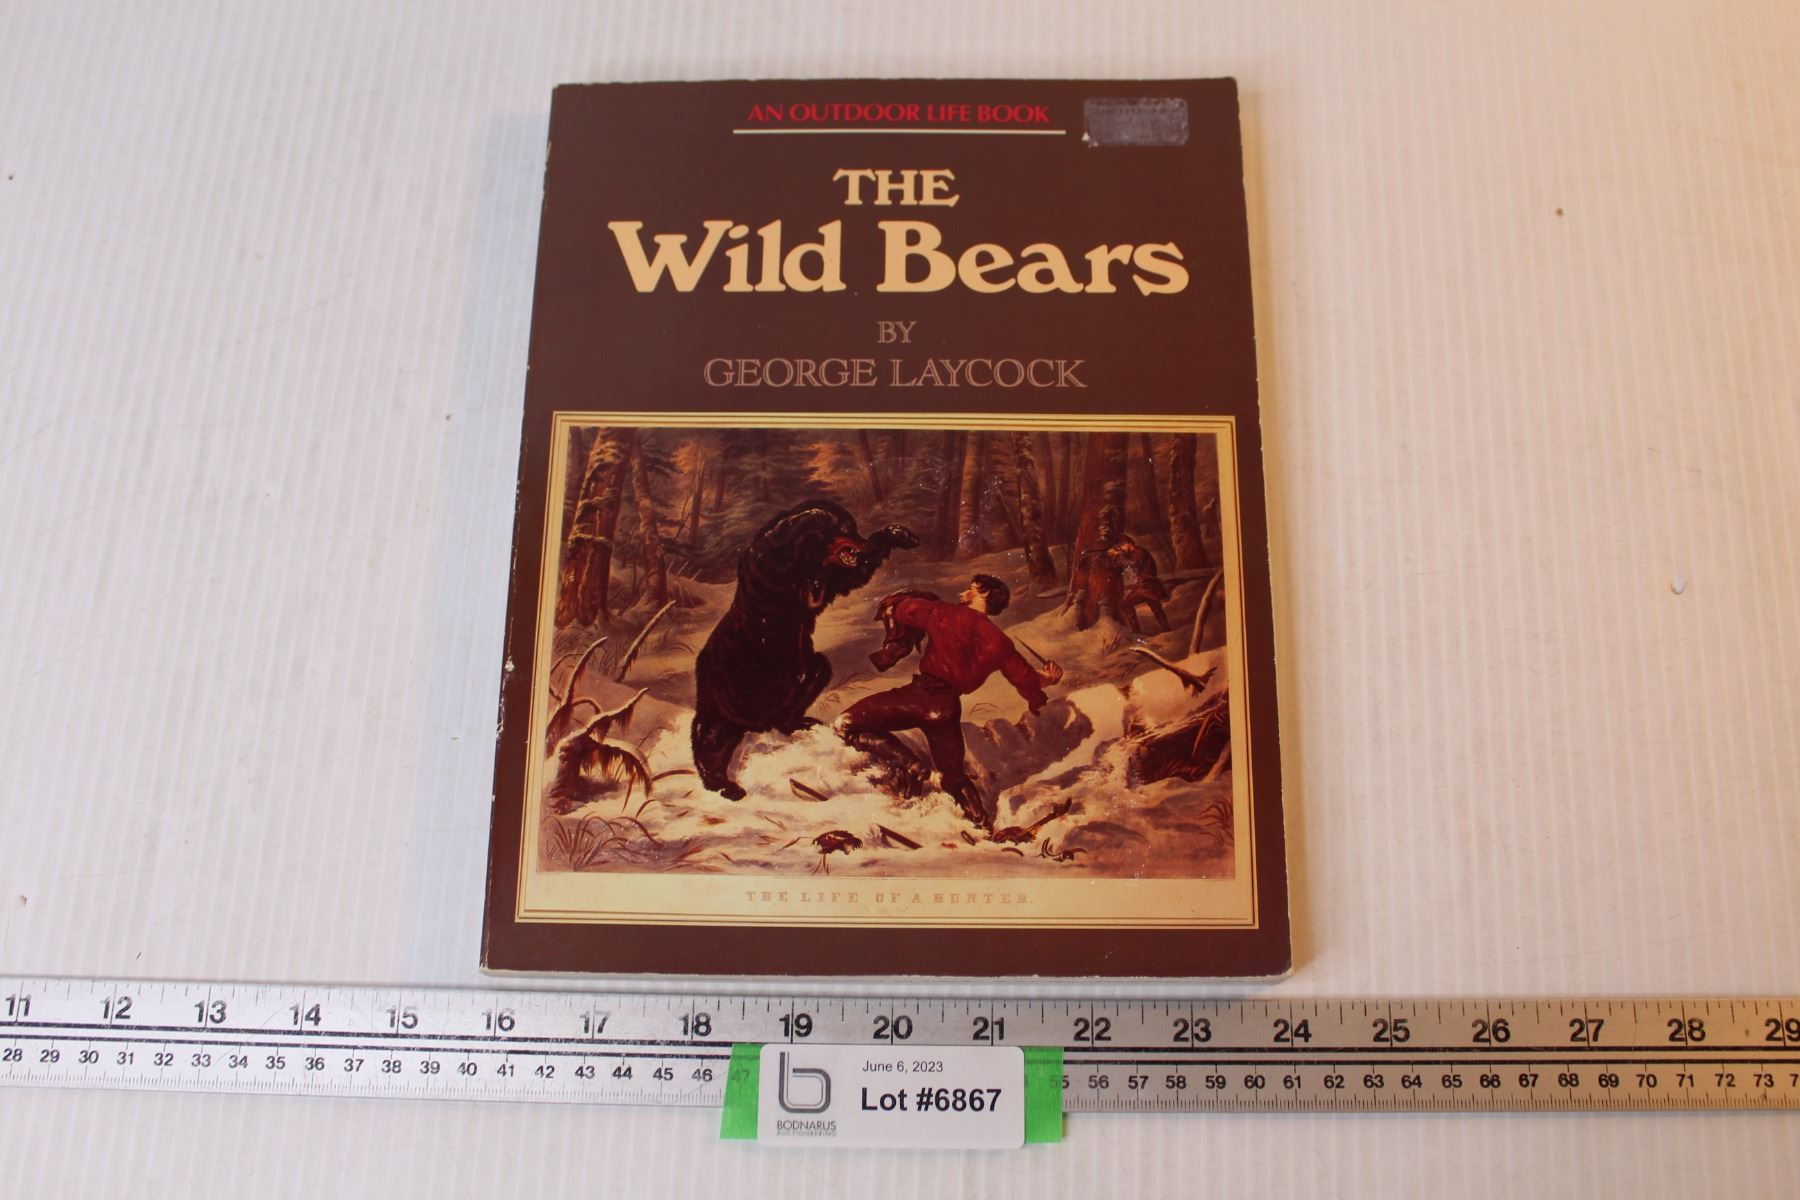 AN OUTDOOR LIFE BOOK
THE
Wild Bears
BY
GEORGE LAYCOCK
THE LIFE OF A HUNTER.
11 12 13 14 15 16 17 18 19 20 21 22 23 24 25 26 27 28 29
28 29 30 31 32 33 34 35 36 37 38 39 40 41 42 43 44 45 46 47 55 56 57 58 59 60 61 62 63 64 65 66 67 68 69 70 71 72 73
June 6, 2023
Lot #6867
BODNARUS
AUCTIONEERING